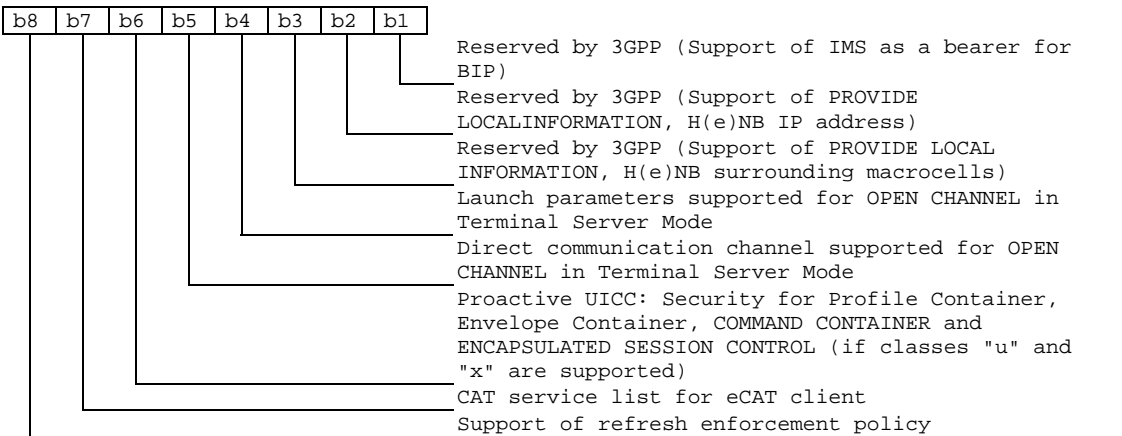 b8 b7 b6 b5 b4 b3 b2 b1
Reserved by 3GPP (Support of IMS as a bearer for
BIP)
Reserved by 3GPP (Support of PROVIDE
LOCALINFORMATION, H(e)NB IP address)
Reserved by 3GPP (Support of PROVIDE LOCAL
INFORMATION, H(e)NB surrounding macrocells)
Launch parameters supported for OPEN CHANNEL in
Terminal Server Mode
Direct communication channel supported for OPEN
CHANNEL in Terminal Server Mode
Proactive UICC: Security for Profile Container,
Envelope Container, COMMAND CONTAINER and
ENCAPSULATED SESSION CONTROL (if classes "u" and
"x" are supported)
CAT service list for eCAT client
Support of refresh enforcement policy